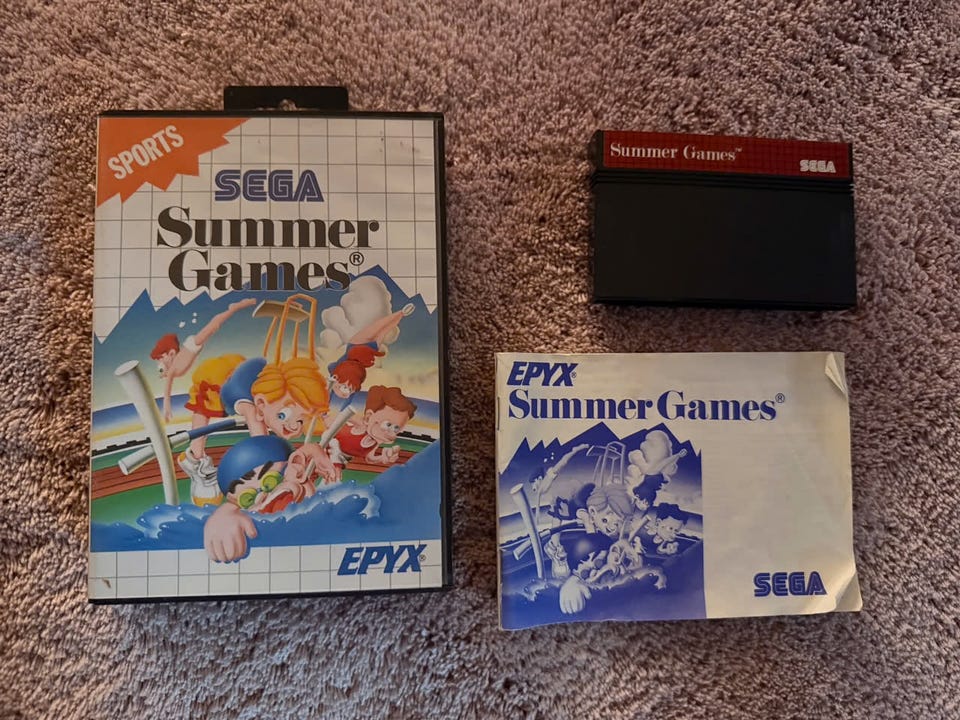 SPORTS
SEGA
Summer
Games®
EPYX®
Summer Games™
SEGA
EPYX®
Summer Games®
SEGA